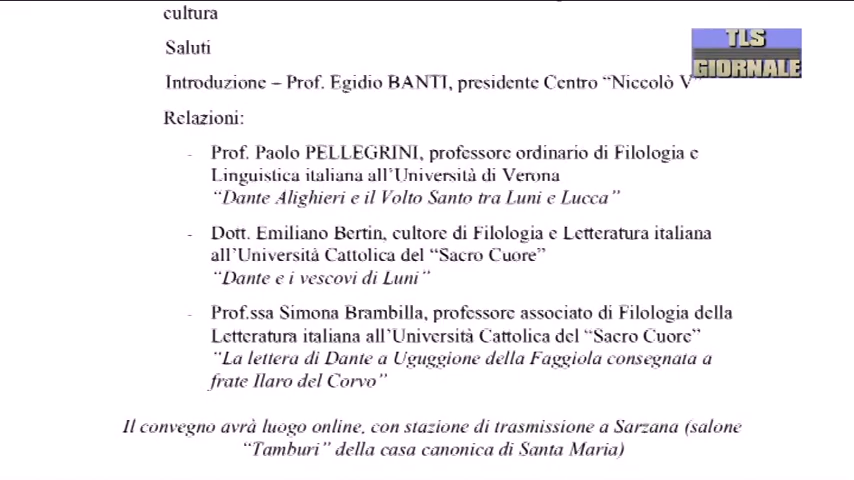 cultura
TLS
GIORNALE
Saluti
Introduzione – Prof. Egidio BANTI, presidente Centro “Niccolò V”
Relazioni:
- Prof. Paolo PELLEGRINI, professore ordinario di Filologia e
Linguistica italiana all’Università di Verona
“Dante Alighieri e il Volto Santo tra Luni e Lucca”
- Dott. Emiliano Bertin, cultore di Filologia e Letteratura italiana
all’Università Cattolica del “Sacro Cuore”
“Dante e i vescovi di Luni”
- Prof.ssa Simona Brambilla, professore associato di Filologia della
Letteratura italiana all’Università Cattolica del “Sacro Cuore”
“La lettera di Dante a Uguggione della Faggiola consegnata a
frate Ilaro del Corvo”
Il convegno avrà luogo online, con stazione di trasmissione a Sarzana (salone
“Tamburi” della casa canonica di Santa Maria)